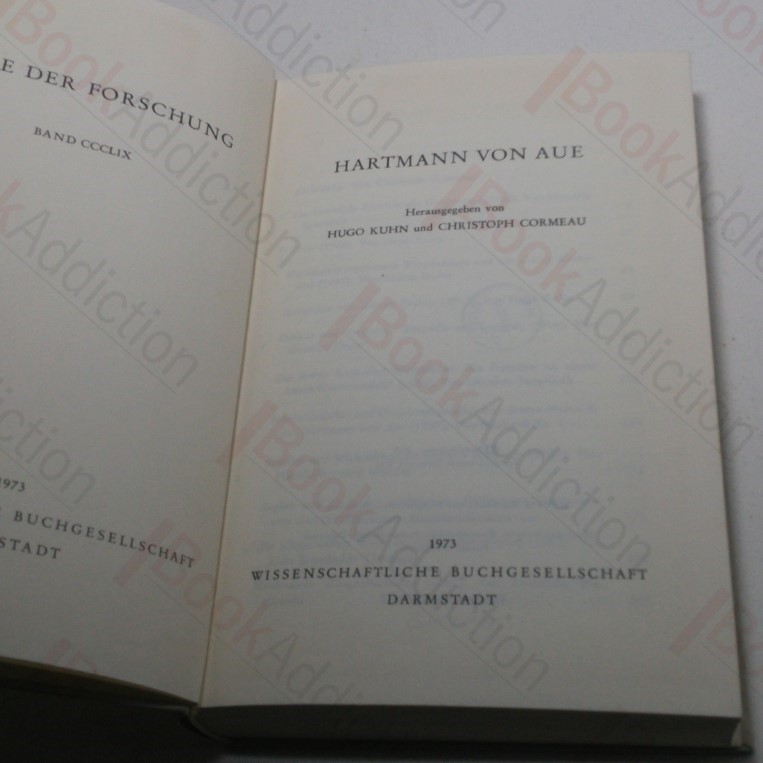 E DER FORSCHUNG
BAND CCCLIX
1973
E BUCHGESELLSCHAFT
STADT
HARTMANN VON AUE
Herausgegeben von
HUGO KUHN und CHRISTOPH CORMEAU
1973
WISSENSCHAFTLICHE BUCHGESELLSCHAFT
DARMSTADT
BookAddiction